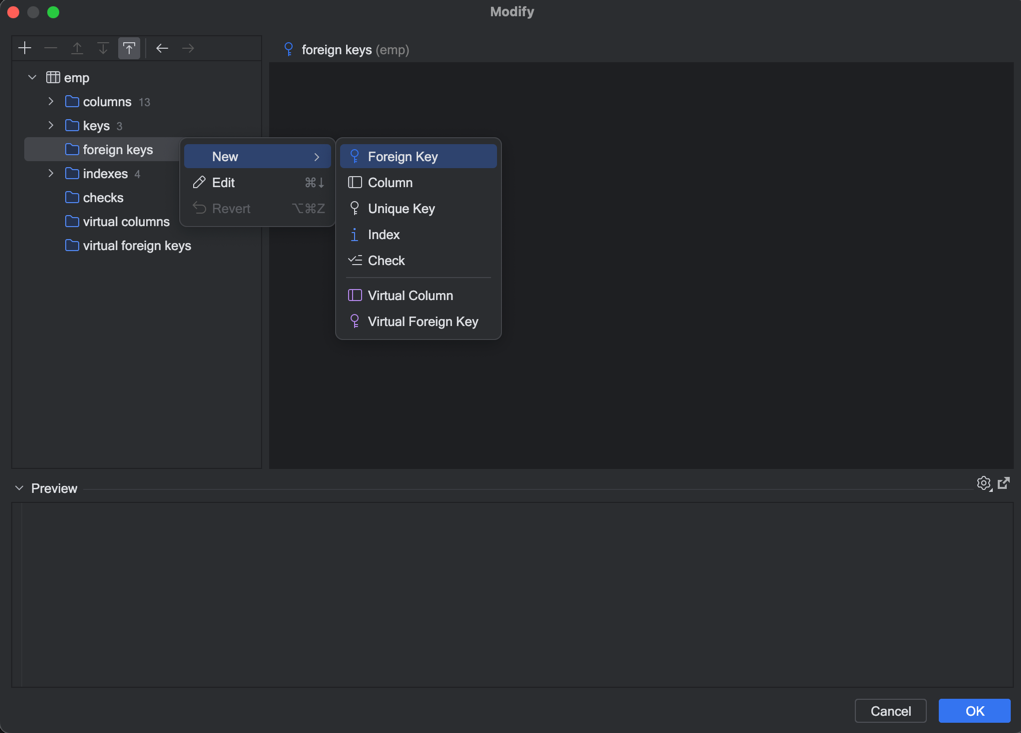 Modify
foreign keys (emp)
emp
columns 13
keys 3
foreign keys
indexes 4
checks
virtual columns
virtual foreign keys
New
Edit ⌘↓
Revert ⌥⌘Z
Foreign Key
Column
Unique Key
Index
Check
Virtual Column
Virtual Foreign Key
Preview
Cancel
OK